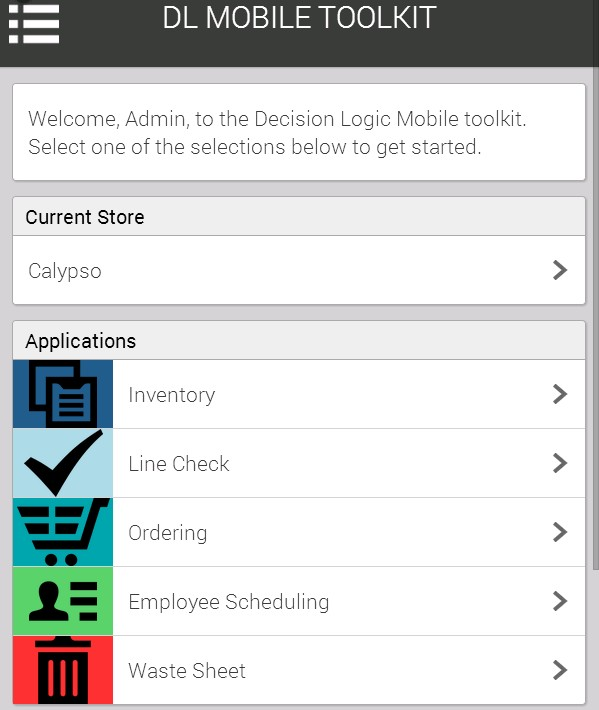 DL MOBILE TOOLKIT
Welcome, Admin, to the Decision Logic Mobile toolkit.
Select one of the selections below to get started.
Current Store
Calypso
Applications
Inventory
Line Check
Ordering
Employee Scheduling
Waste Sheet